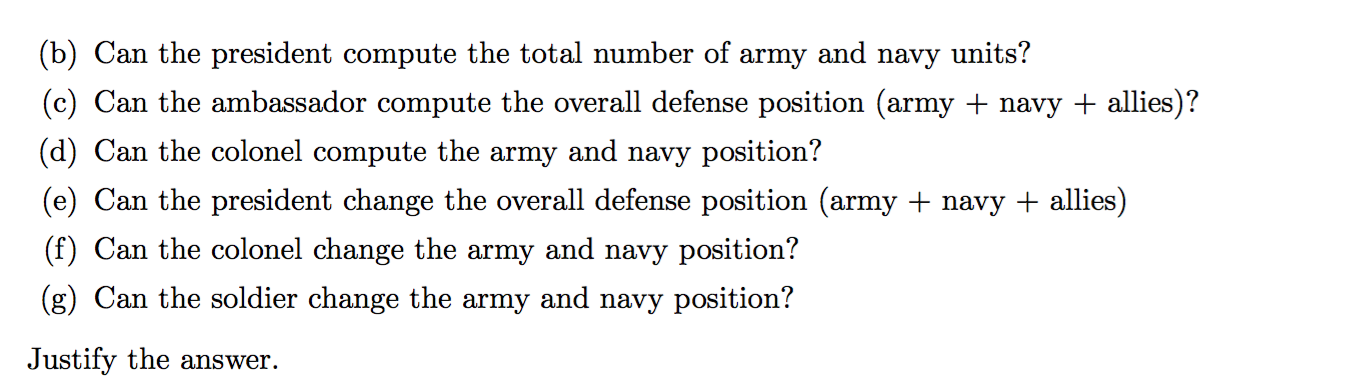 (b) Can the president compute the total number of army and navy units?
(c) Can the ambassador compute the overall defense position (army + navy + allies)?
(d) Can the colonel compute the army and navy position?
(e) Can the president change the overall defense position (army + navy + allies)
(f) Can the colonel change the army and navy position?
(g) Can the soldier change the army and navy position?
Justify the answer.